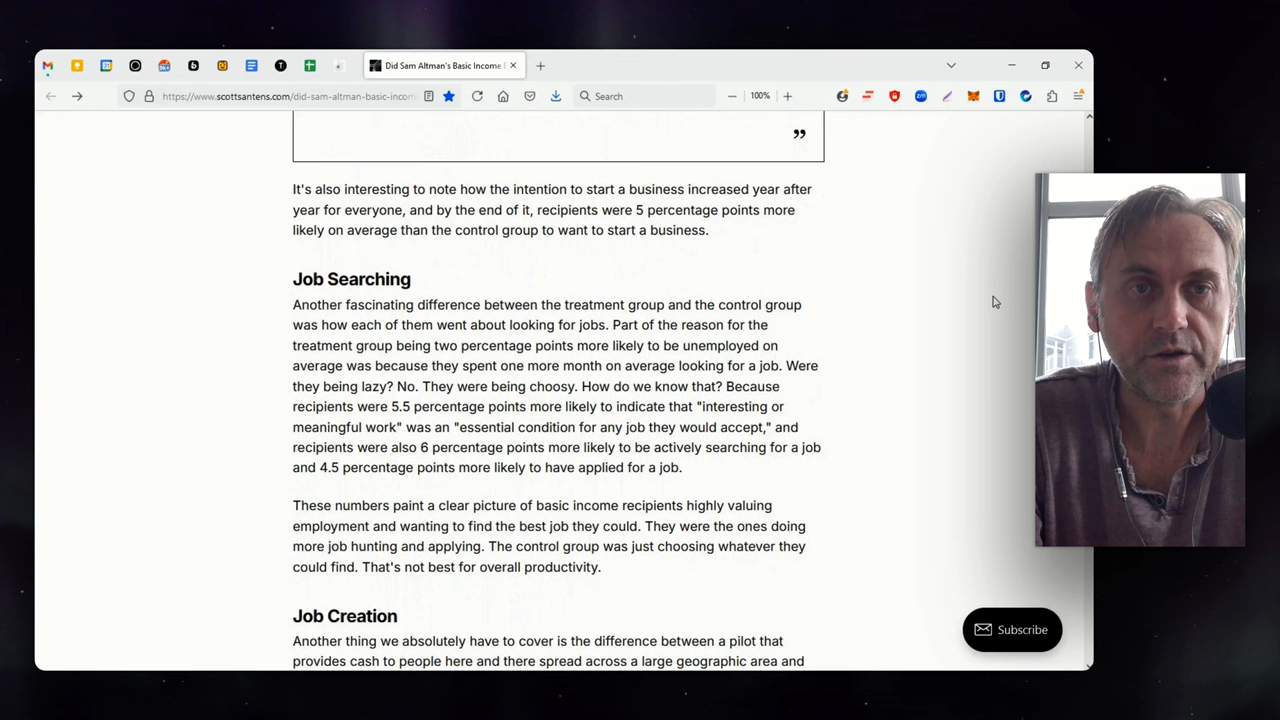 Did Sam Altman's Basic Income E
https://www.scottsantens.com/did-sam-altman-basic-incom
100%
Search
”
It's also interesting to note how the intention to start a business increased year after
year for everyone, and by the end of it, recipients were 5 percentage points more
likely on average than the control group to want to start a business.
Job Searching
Another fascinating difference between the treatment group and the control group
was how each of them went about looking for jobs. Part of the reason for the
treatment group being two percentage points more likely to be unemployed on
average was because they spent one more month on average looking for a job. Were
they being lazy? No. They were being choosy. How do we know that? Because
recipients were 5.5 percentage points more likely to indicate that "interesting or
meaningful work" was an "essential condition for any job they would accept," and
recipients were also 6 percentage points more likely to be actively searching for a job
and 4.5 percentage points more likely to have applied for a job.
These numbers paint a clear picture of basic income recipients highly valuing
employment and wanting to find the best job they could. They were the ones doing
more job hunting and applying. The control group was just choosing whatever they
could find. That's not best for overall productivity.
Job Creation
Another thing we absolutely have to cover is the difference between a pilot that
provides cash to people here and there spread across a large geographic area and
Subscribe